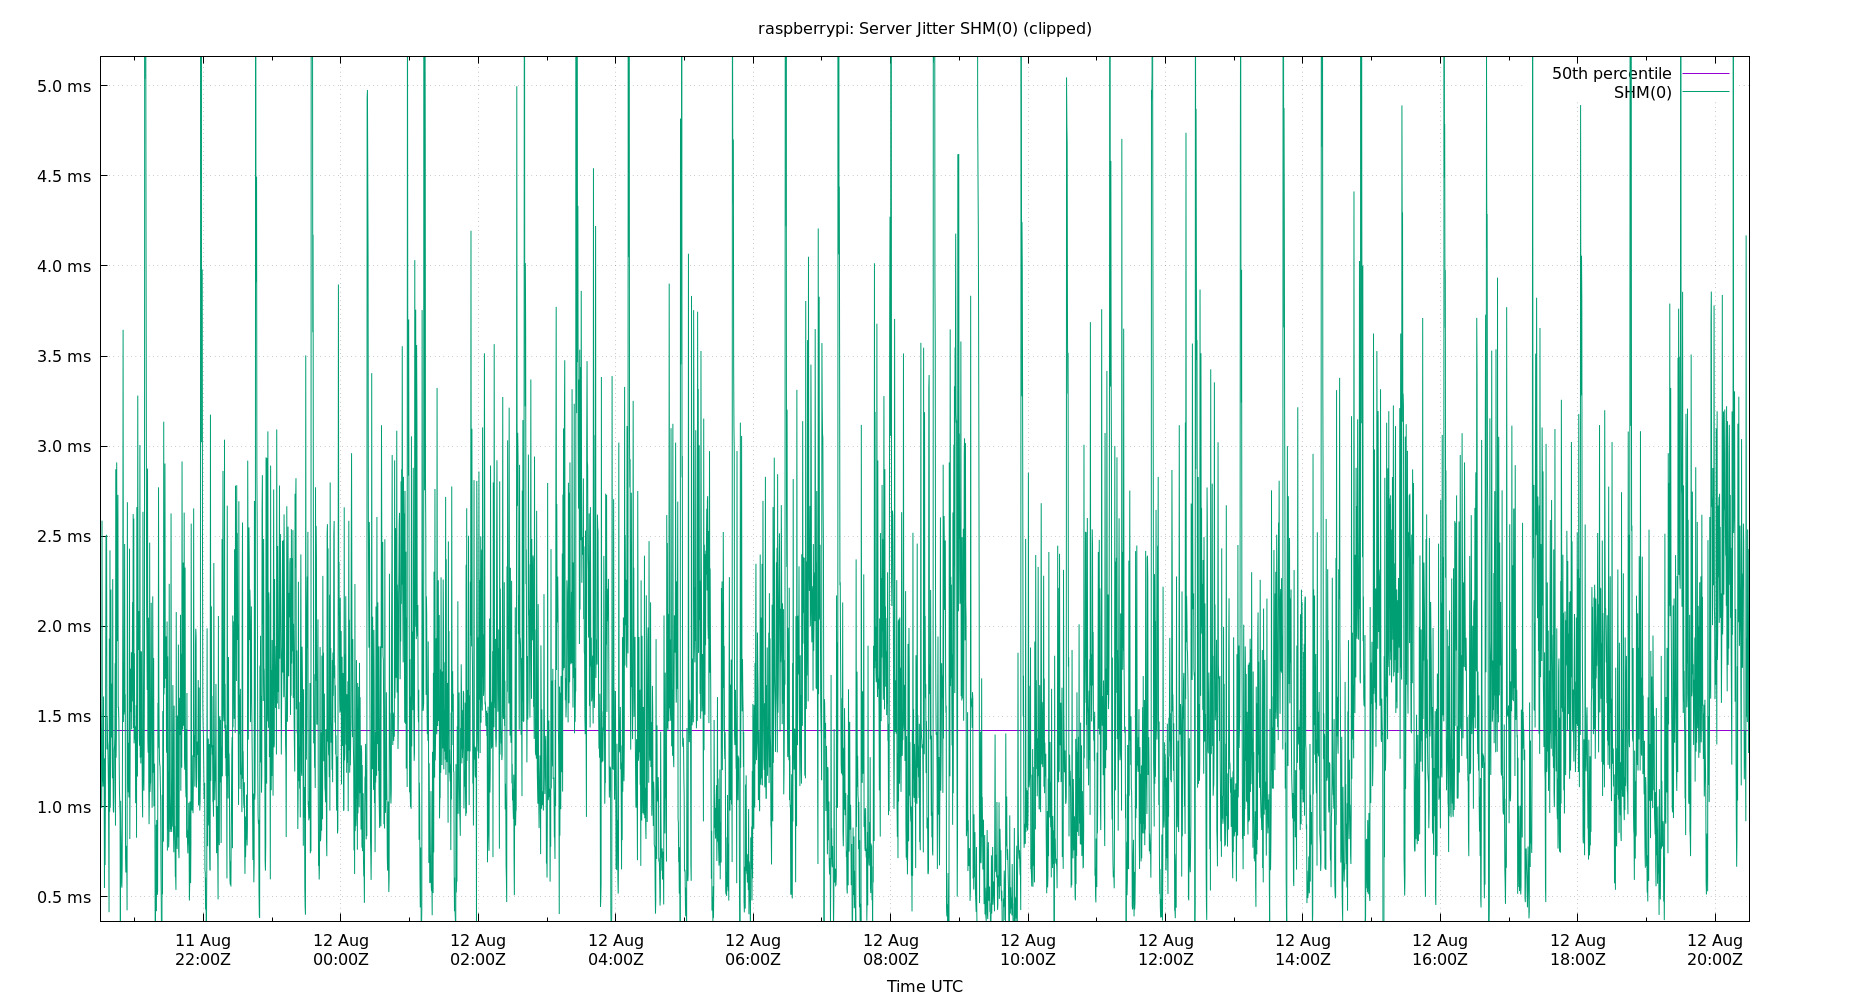 raspberrypi: Server Jitter SHM(0) (clipped)
50th percentile
SHM(0)
5.0 ms
4.5 ms
4.0 ms
3.5 ms
3.0 ms
2.5 ms
2.0 ms
1.5 ms
1.0 ms
0.5 ms
11 Aug 12 Aug 12 Aug 12 Aug 12 Aug 12 Aug 12 Aug 12 Aug 12 Aug 12 Aug 12 Aug 12 Aug
22:00Z 00:00Z 02:00Z 04:00Z 06:00Z 08:00Z 10:00Z 12:00Z 14:00Z 16:00Z 18:00Z 20:00Z
Time UTC